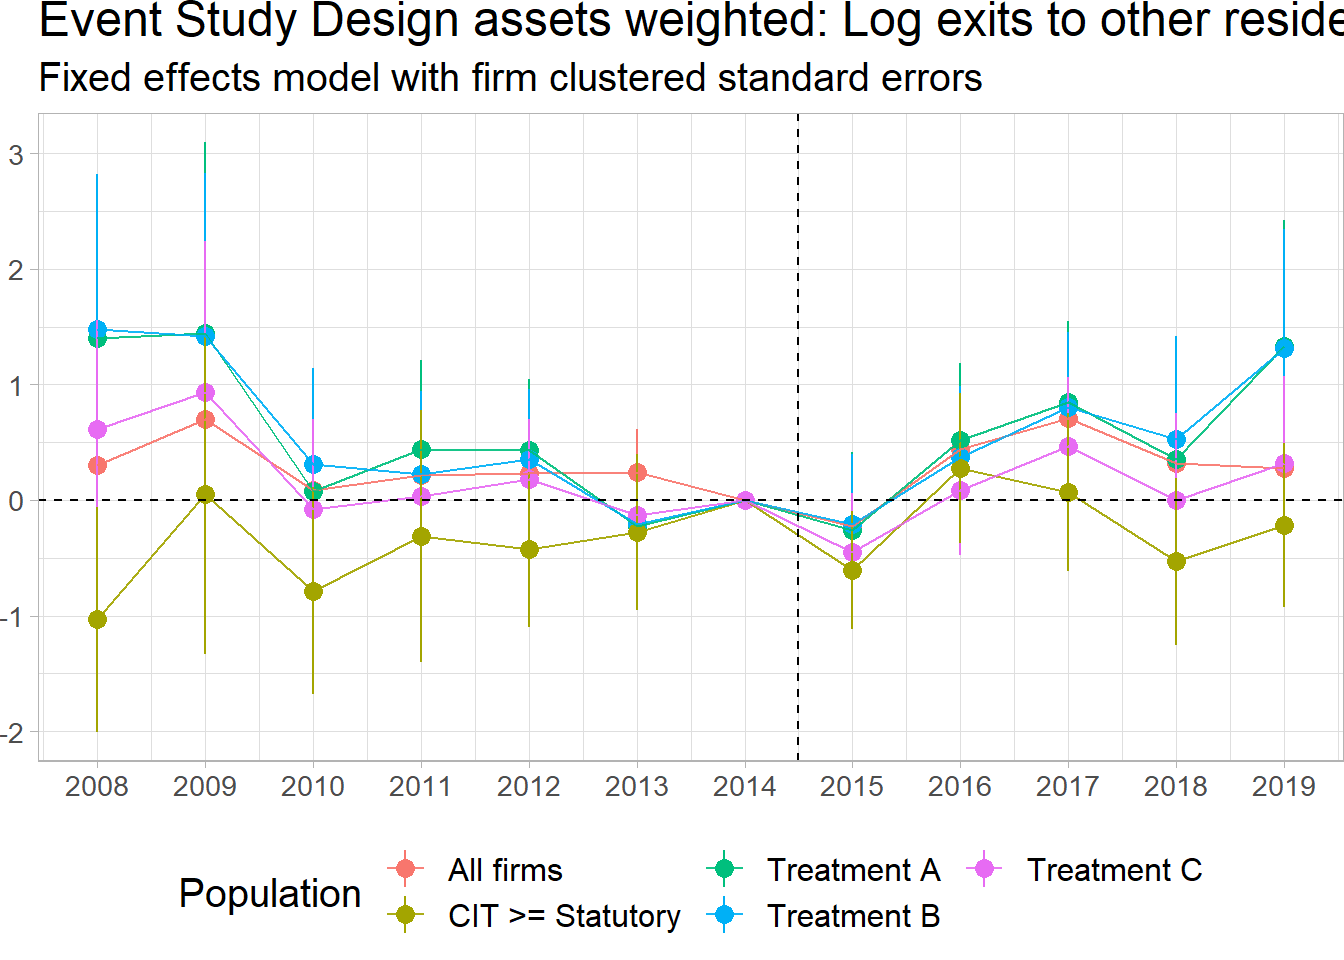 Event Study Design assets weighted: Log exits to other reside
Fixed effects model with firm clustered standard errors
3
2
1
0
-1
-2
2008 2009 2010 2011 2012 2013 2014 2015 2016 2017 2018 2019
Population
All firms Treatment A Treatment C
CIT >= Statutory Treatment B